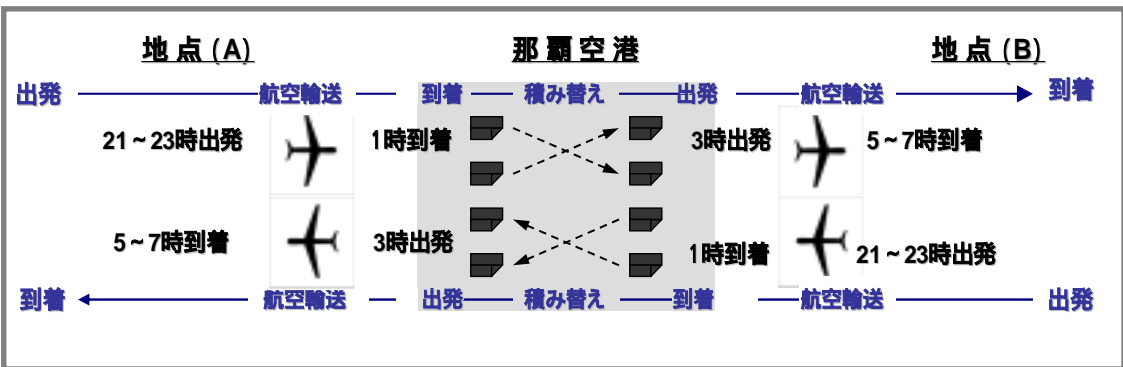 地点(A) 那覇空港 地点(B)
出発 航空輸送 到着 積み替え 出発 航空輸送 到着
21~23時出発 1時到着 3時出発 5~7時到着
5~7時到着 3時出発 1時到着 21~23時出発
到着 航空輸送 出発 積み替え 到着 航空輸送 出発